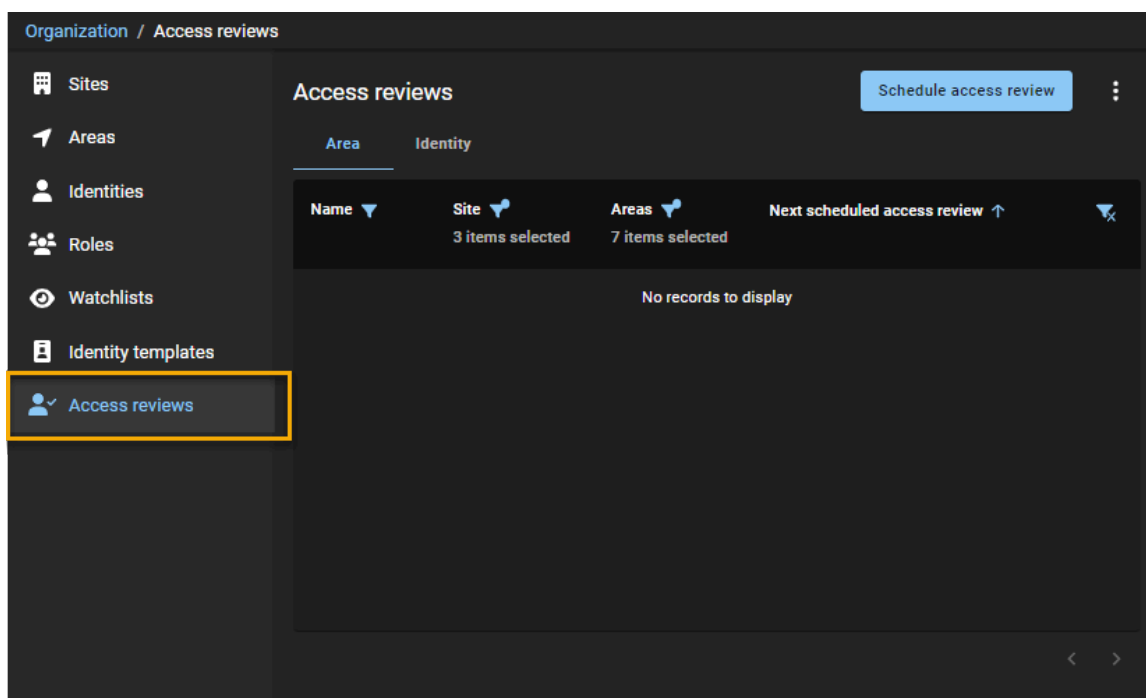 Organization / Access reviews
Sites
Areas
Identities
Roles
Watchlists
Identity templates
Access reviews
Access reviews
Schedule access review
Area Identity
Name Site Areas Next scheduled access review
3 items selected 7 items selected
No records to display